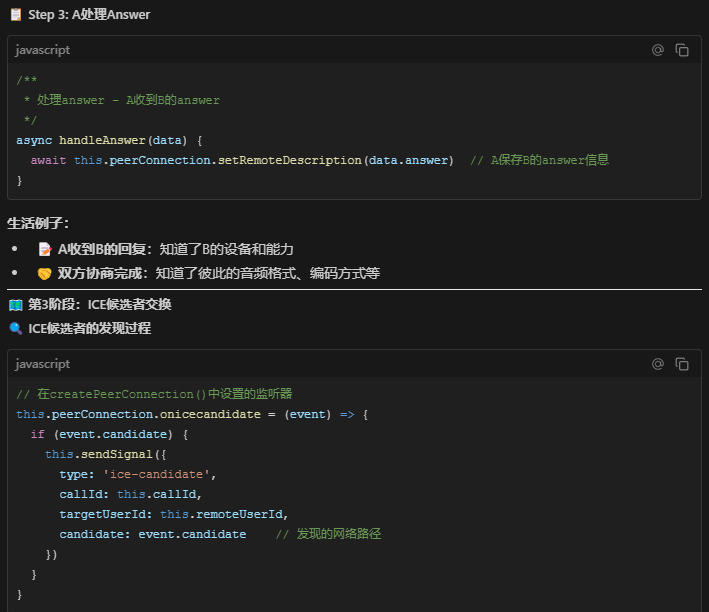 📋 Step 3: A处理Answer
javascript
/**
 * 处理answer - A收到B的answer
 */
async handleAnswer(data) {
  await this.peerConnection.setRemoteDescription(data.answer)  // A保存B的answer信息
}
生活例子：
• 📝 A收到B的回复：知道了B的设备和能力
• 🤝 双方协商完成：知道了彼此的音频格式、编码方式等
🗺️ 第3阶段：ICE候选者交换
🔍 ICE候选者的发现过程
javascript
// 在createPeerConnection()中设置的监听器
this.peerConnection.onicecandidate = (event) => {
  if (event.candidate) {
    this.sendSignal({
      type: 'ice-candidate',
      callId: this.callId,
      targetUserId: this.remoteUserId,
      candidate: event.candidate    // 发现的网络路径
    })
  }
}